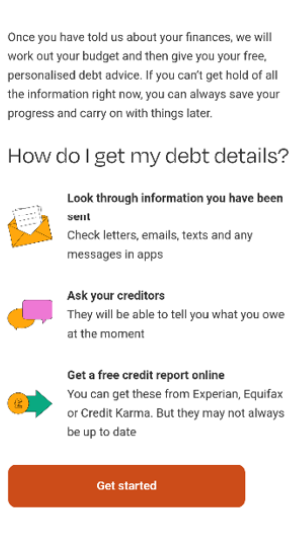 Once you have told us about your finances, we will
work out your budget and then give you your free,
personalised debt advice. If you can't get hold of all
the information right now, you can always save your
progress and carry on with things later.
How do I get my debt details?
Look through information you have been
sent
Check letters, emails, texts and any
messages in apps
Ask your creditors
They will be able to tell you what you owe
at the moment
Get a free credit report online
You can get these from Experian, Equifax
or Credit Karma. But they may not always
be up to date
Get started